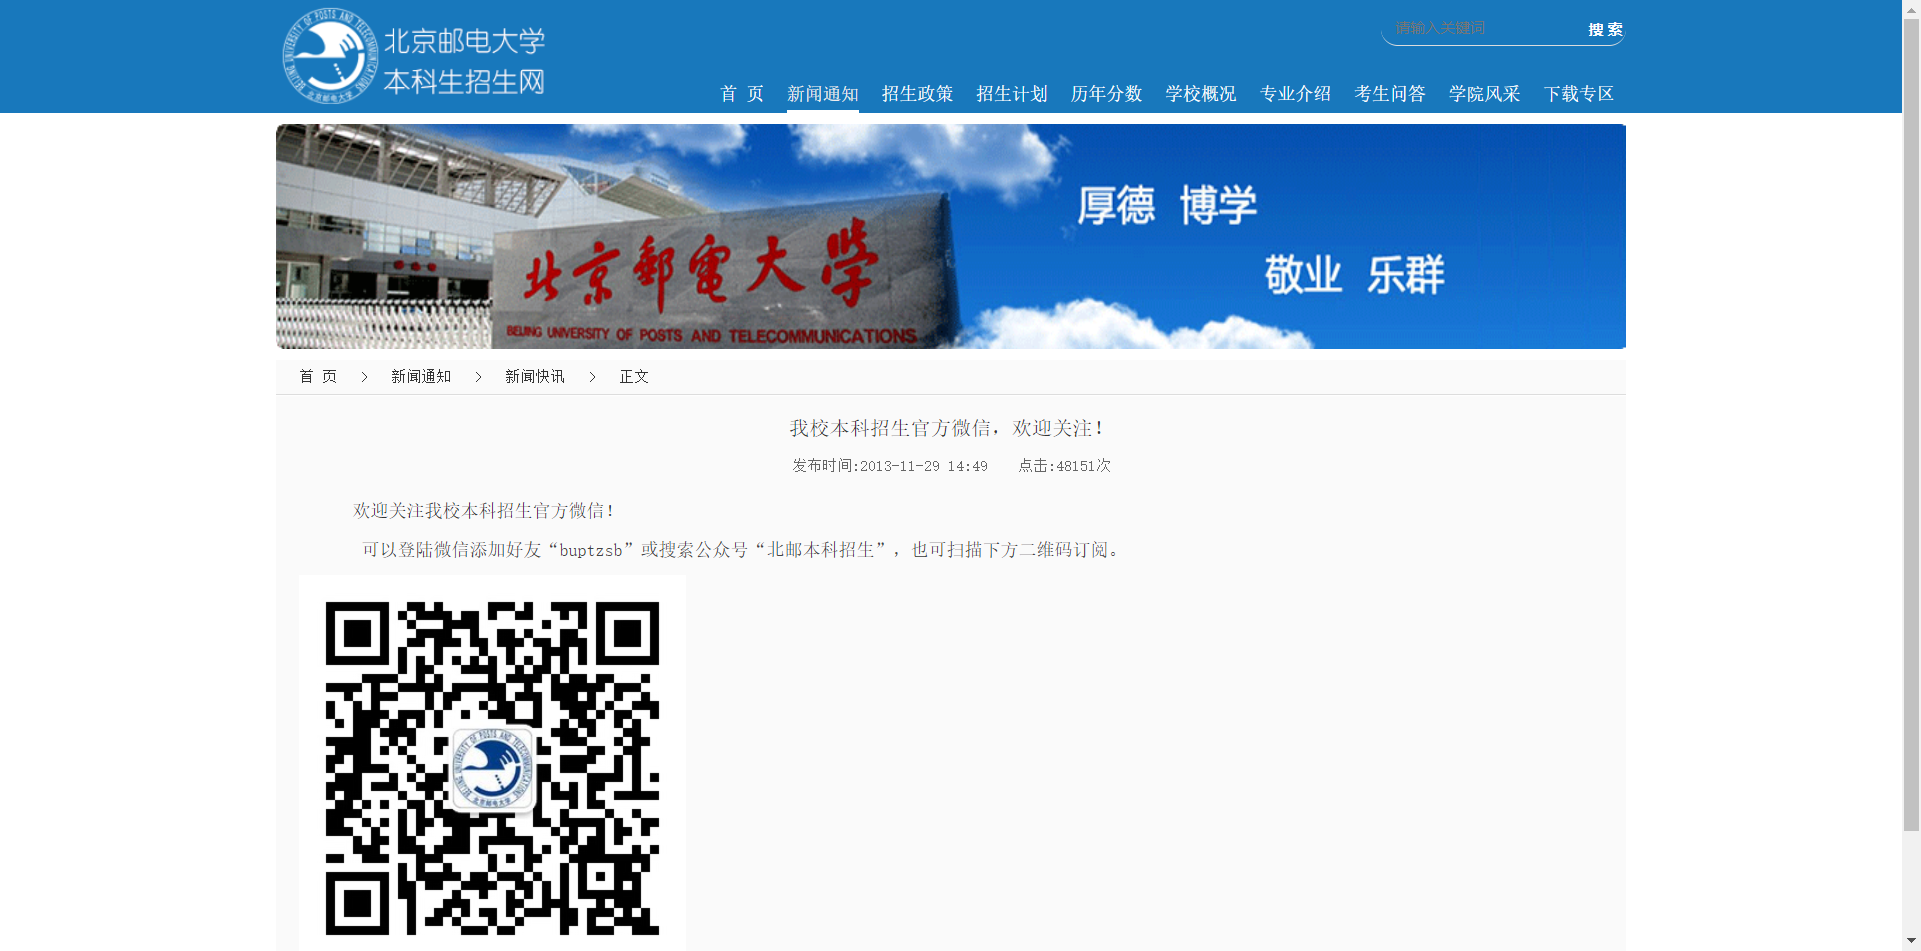 北京邮电大学
本科生招生网
请输入关键词
搜 索
首 页 新闻通知 招生政策 招生计划 历年分数 学校概况 专业介绍 考生问答 学院风采 下载专区
厚德 博学
敬业 乐群
北京郵電大學
BEIJING UNIVERSITY OF POSTS AND TELECOMMUNICATIONS
首 页 > 新闻通知 > 新闻快讯 > 正文
我校本科招生官方微信，欢迎关注！
发布时间:2013-11-29 14:49 点击:48151次
欢迎关注我校本科招生官方微信！
可以登陆微信添加好友“buptzsb”或搜索公众号“北邮本科招生”，也可扫描下方二维码订阅。